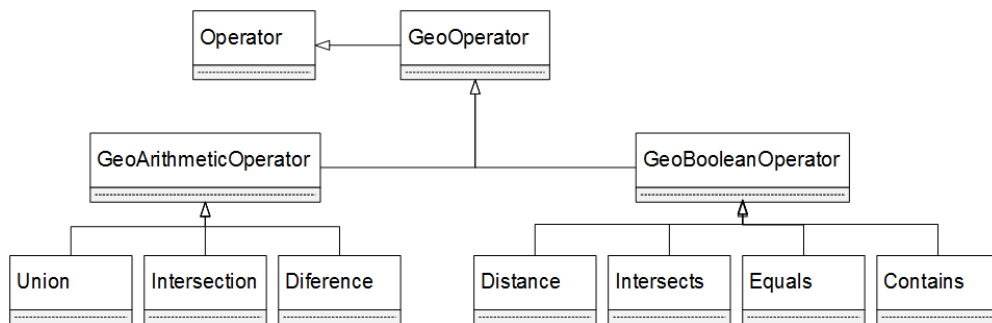 Operator
GeoOperator
GeoArithmeticOperator
GeoBooleanOperator
Union
Intersection
Diference
Distance
Intersects
Equals
Contains